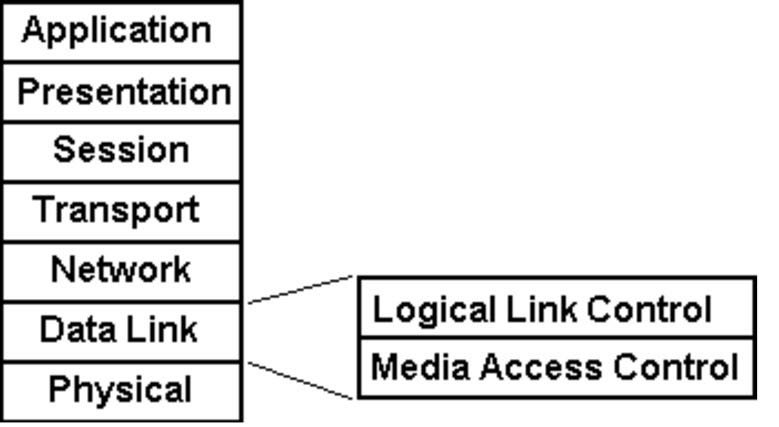 Application
Presentation
Session
Transport
Network
Data Link
Physical
Logical Link Control
Media Access Control